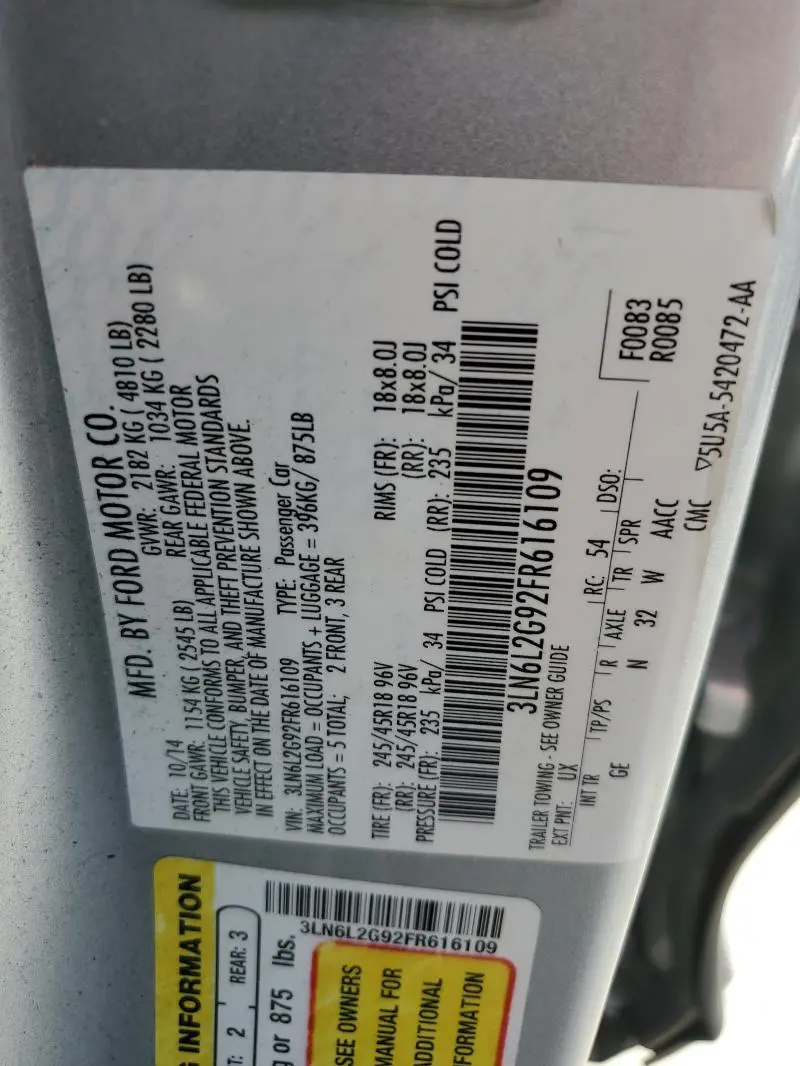 MFD. BY FORD MOTOR CO.
DATE: 10/14 GVWR: 2182 KG ( 4810 LB)
FRONT GAWR: 1154 KG ( 2545 LB) REAR GAWR: 1034 KG ( 2280 LB)
THIS VEHICLE CONFORMS TO ALL APPLICABLE FEDERAL MOTOR
VEHICLE SAFETY, BUMPER, AND THEFT PREVENTION STANDARDS
IN EFFECT ON THE DATE OF MANUFACTURE SHOWN ABOVE.
VIN: 3LN6L2G92FR616109 TYPE: Passenger Car
MAXIMUM LOAD = OCCUPANTS + LUGGAGE = 396KG/ 875LB
OCCUPANTS = 5 TOTAL; 2 FRONT, 3 REAR
TIRE (FR): 245/45R18 96V RIMS (FR): 18x8.0J
(RR): 245/45R18 96V (RR): 18x8.0J
PRESSURE (FR): 235 kPa/ 34 PSI COLD (RR): 235 kPa/ 34 PSI COLD
3LN6L2G92FR616109
TRAILER TOWING - SEE OWNER GUIDE
EXT PNT: UX RC: 54 DSO:
F0083
R0085
INT TR TP/PS R AXLE TR SPR
GE N 32 W AACC
CMC ▽5U5A-5420472-AA
INFORMATION
T: 2 REAR: 3
or 875 lbs.
3LN6L2G92FR616109
SEE OWNERS
MANUAL FOR
ADDITIONAL
INFORMATION